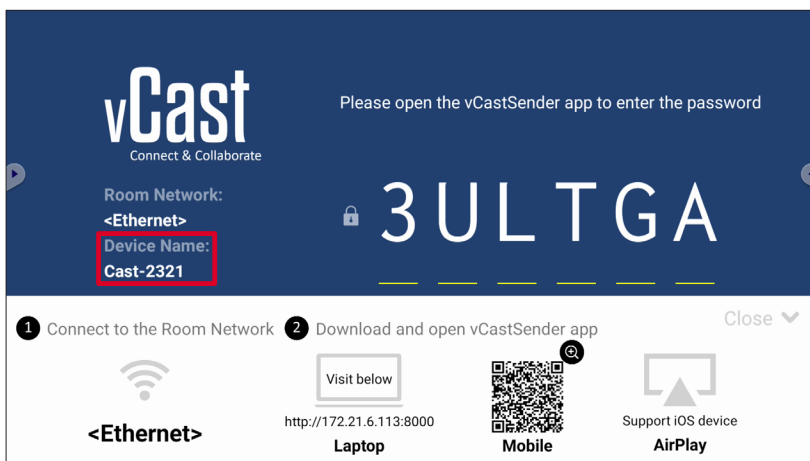 vCast
Connect & Collaborate
Please open the vCastSender app to enter the password
Room Network:
<Ethernet>
Device Name:
Cast-2321
3ULTGA
Close
1 Connect to the Room Network
2 Download and open vCastSender app
<Ethernet>
Visit below
http://172.21.6.113:8000
Laptop
Mobile
Support iOS device
AirPlay